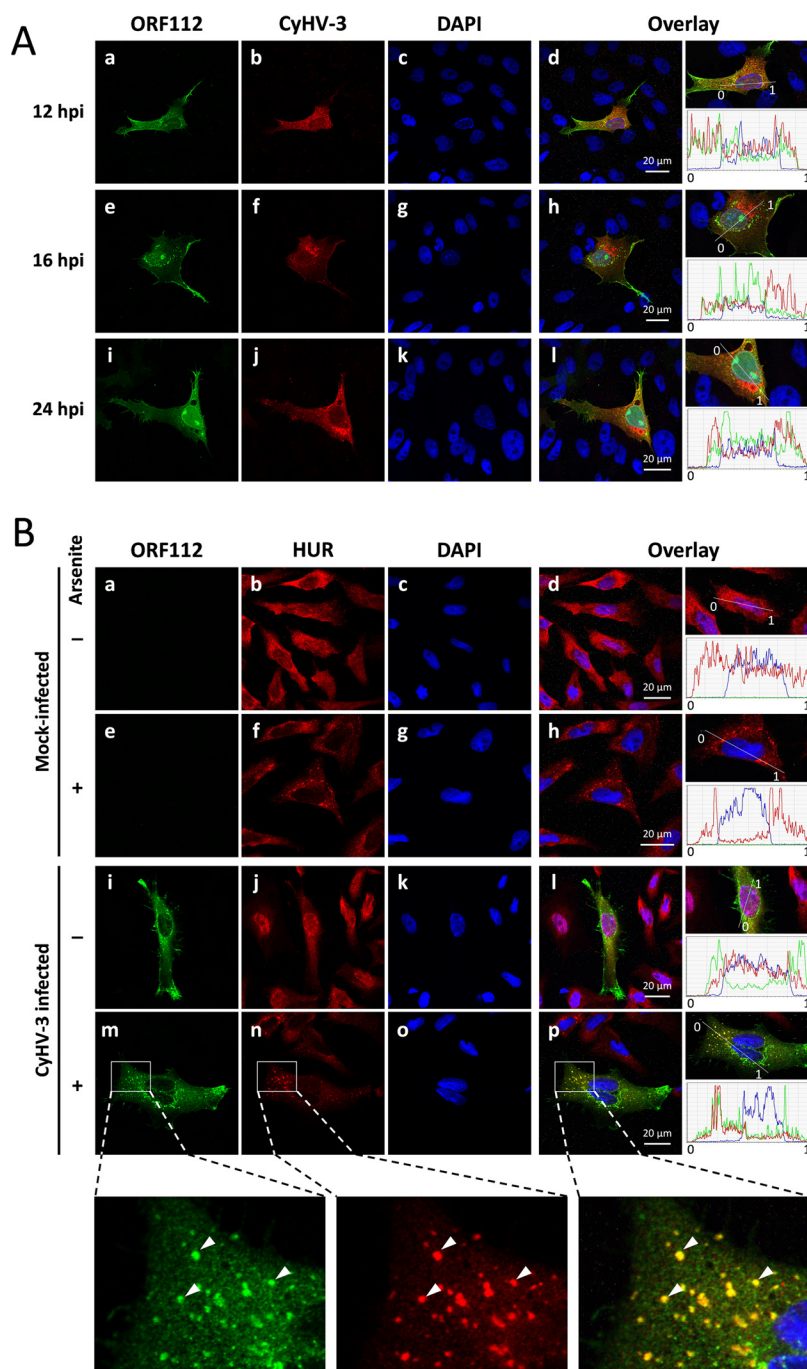 A
ORF112 CyHV-3 DAPI Overlay
12 hpi
a b c d
0 1
20 µm
0 1
16 hpi
e f g h
0 1
20 µm
0 1
24 hpi
i j k l
0 1
20 µm
0 1
B
Arsenite
ORF112 HUR DAPI Overlay
Mock-infected
–
a b c d
0 1
20 µm
0 1
+
e f g h
0 1
20 µm
0 1
CyHV-3 infected
–
i j k l
1
0
20 µm
0 1
+
m n o p
0 1
20 µm
0 1